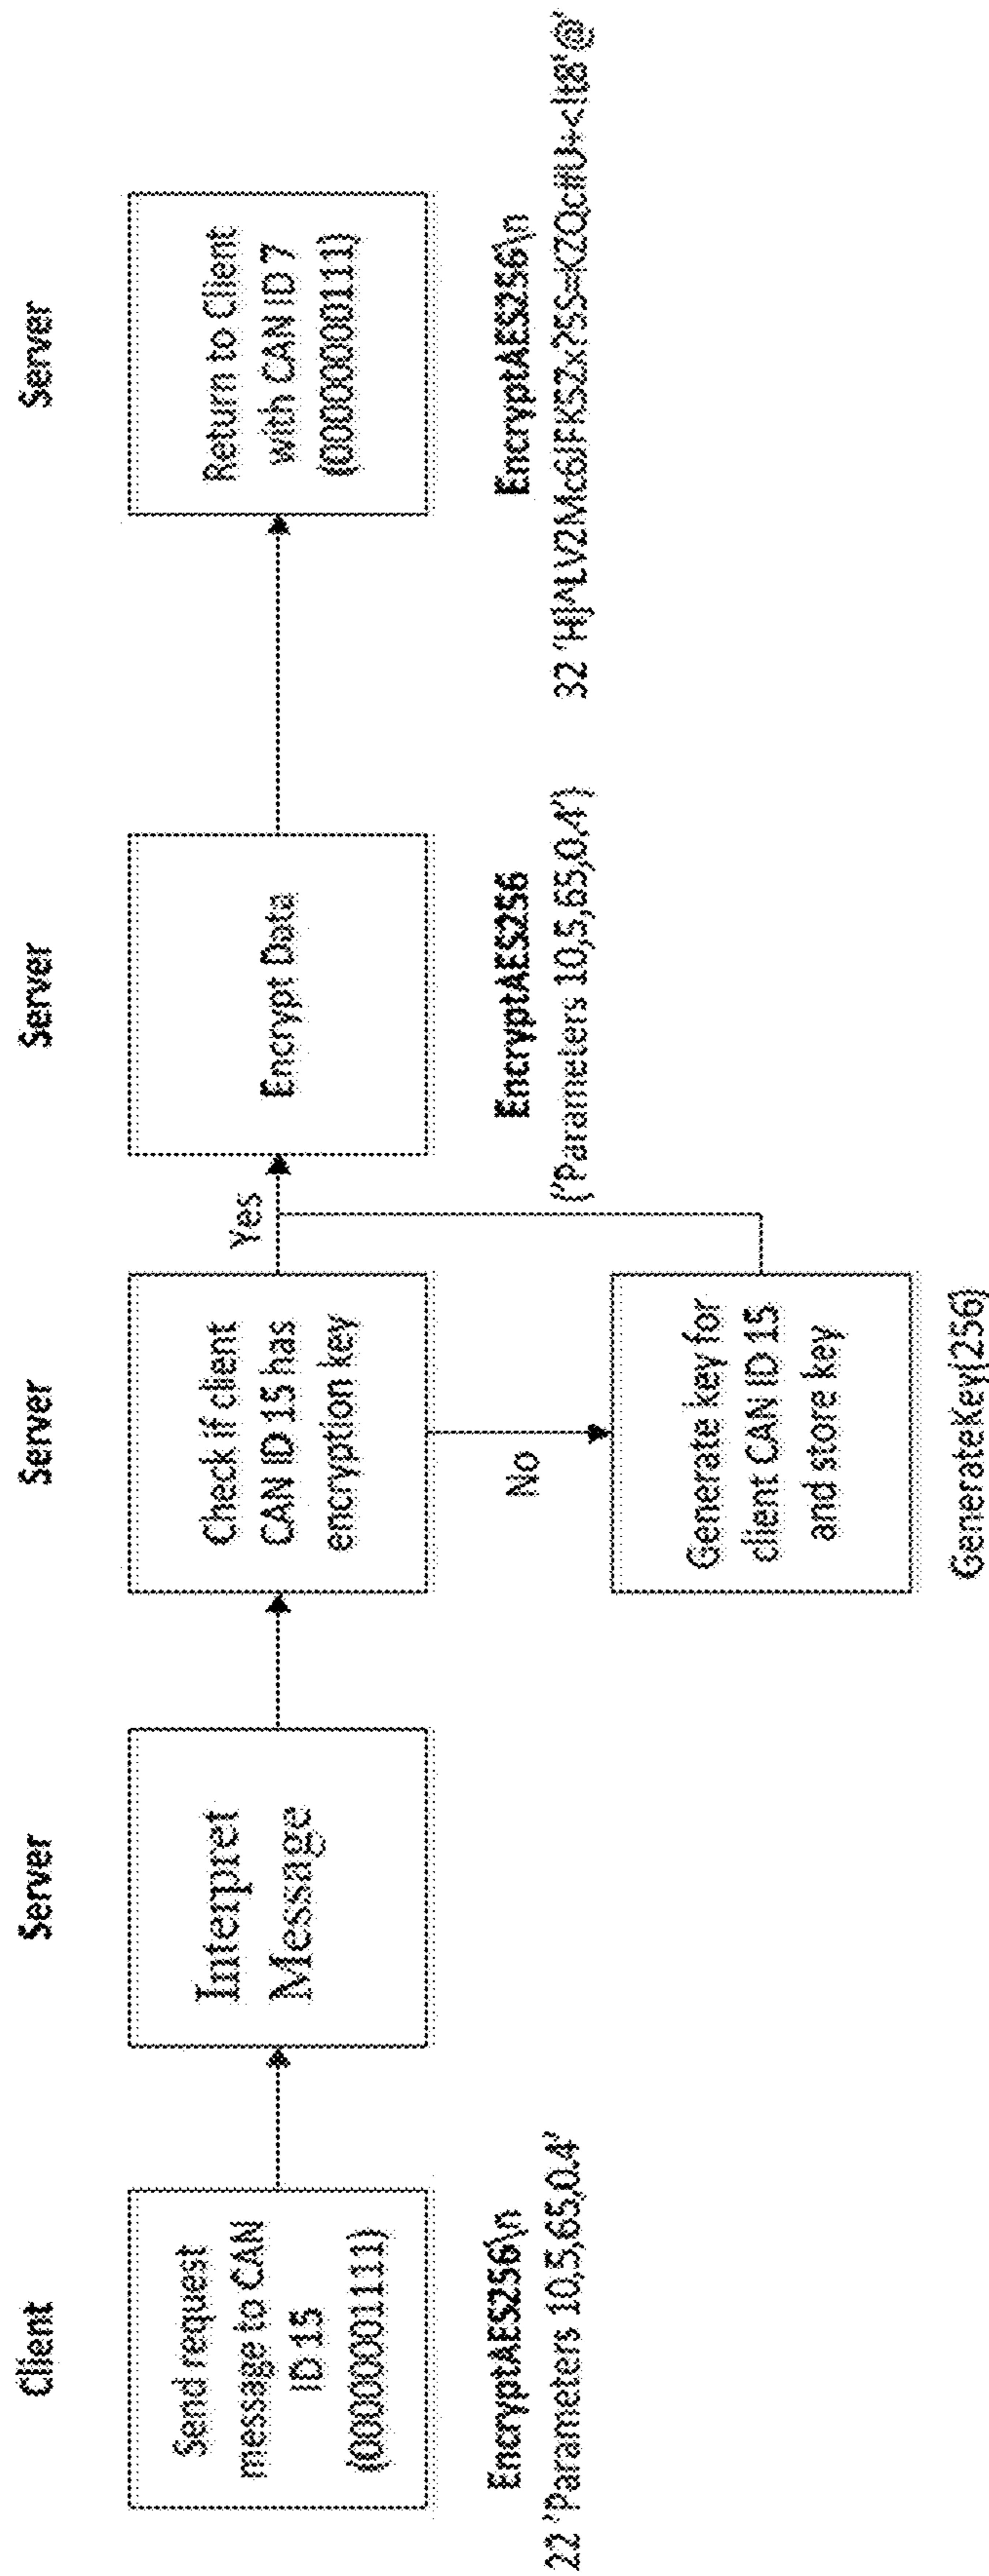 Client
Send request
message to CAN
ID 15
(00000001111)
EncryptAES256\n
22 'Parameters 10,5,65,0.4'
Server
Interpret
Message
Server
Check if client
CAN ID 15 has
encryption key
Yes
No
Generate key for
client CAN ID 15
and store key
GenerateKey(256)
Server
Encrypt Data
EncryptAES256
('Parameters 10,5,65,0.4')
Server
Return to Client
with CAN ID 7
(00000000111)
EncryptAES256\n
32